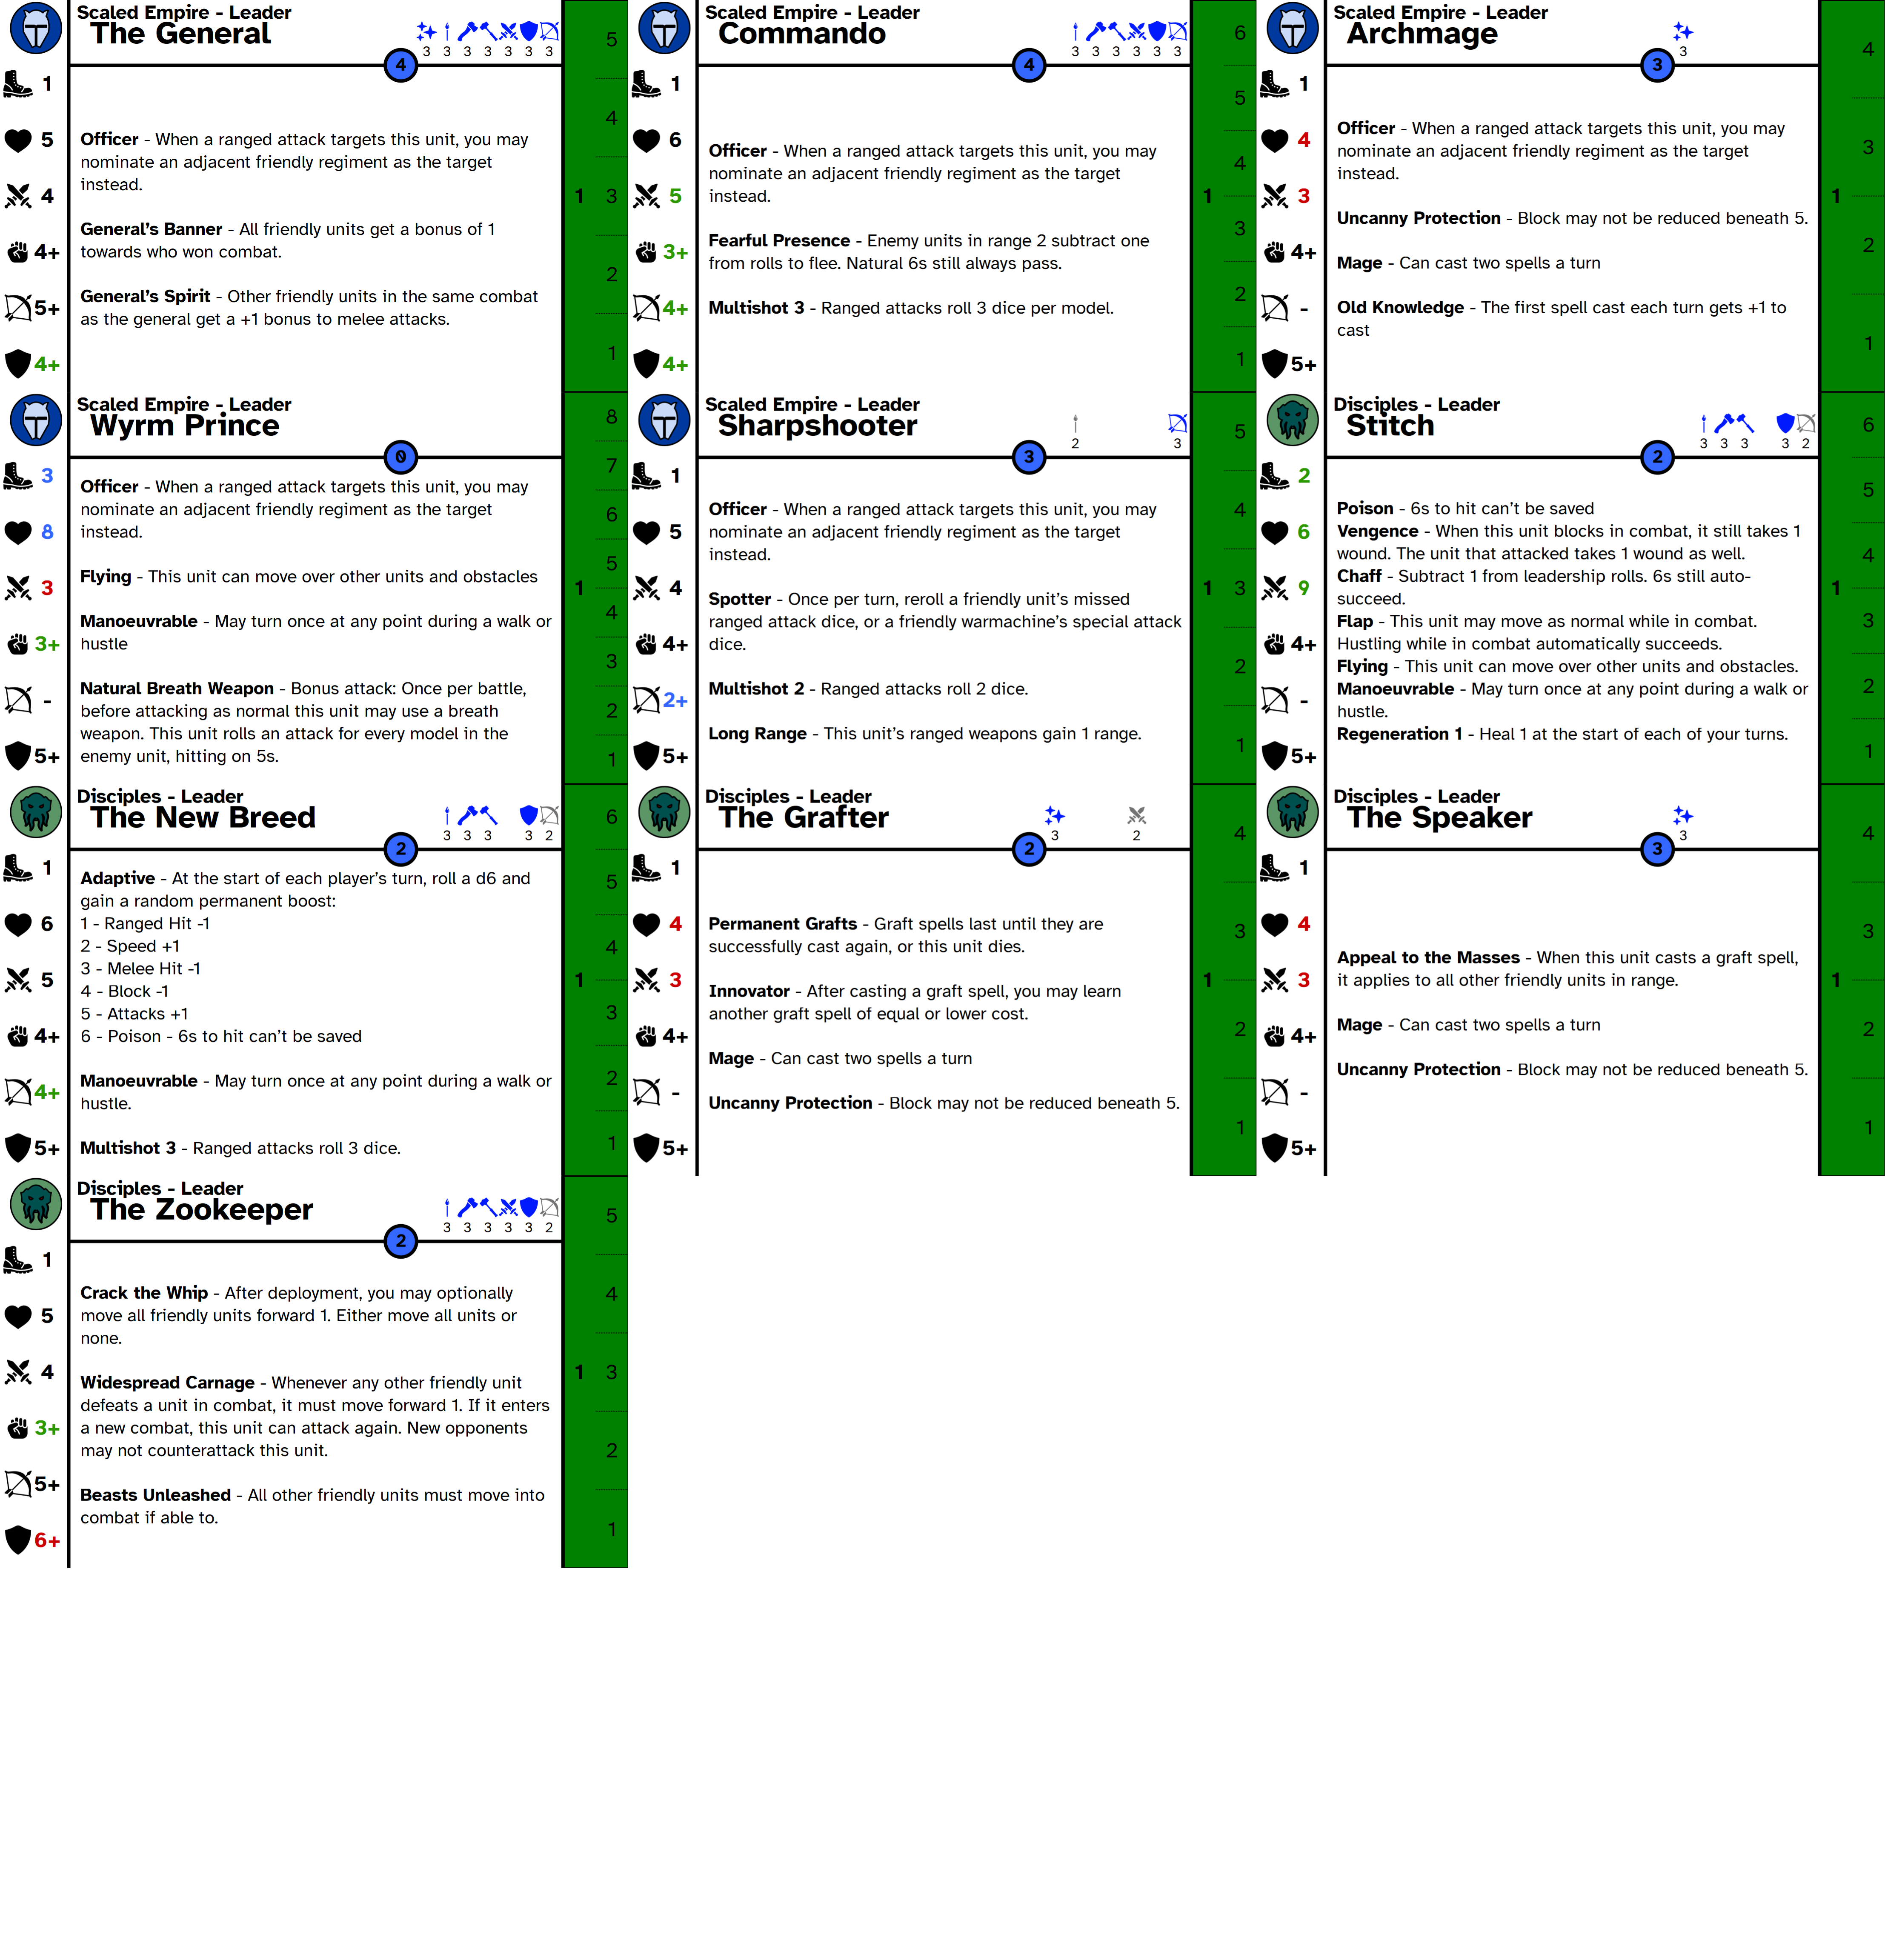 Scaled Empire - Leader
The General
3 3 3 3 3 3 3
4
1
5
4
4+
5+
4+
Officer - When a ranged attack targets this unit, you may
nominate an adjacent friendly regiment as the target
instead.
General's Banner - All friendly units get a bonus of 1
towards who won combat.
General's Spirit - Other friendly units in the same combat
as the general get a +1 bonus to melee attacks.
1
5
4
3
2
1
Scaled Empire - Leader
Commando
3 3 3 3 3 3
4
1
6
5
3+
4+
4+
Officer - When a ranged attack targets this unit, you may
nominate an adjacent friendly regiment as the target
instead.
Fearful Presence - Enemy units in range 2 subtract one
from rolls to flee. Natural 6s still always pass.
Multishot 3 - Ranged attacks roll 3 dice per model.
1
6
5
4
3
2
1
Scaled Empire - Leader
Archmage
3
3
1
4
3
4+
-
5+
Officer - When a ranged attack targets this unit, you may
nominate an adjacent friendly regiment as the target
instead.
Uncanny Protection - Block may not be reduced beneath 5.
Mage - Can cast two spells a turn
Old Knowledge - The first spell cast each turn gets +1 to
cast
1
4
3
2
1
Scaled Empire - Leader
Wyrm Prince
0
3
8
3
3+
-
5+
Officer - When a ranged attack targets this unit, you may
nominate an adjacent friendly regiment as the target
instead.
Flying - This unit can move over other units and obstacles
Manoeuvrable - May turn once at any point during a walk or
hustle
Natural Breath Weapon - Bonus attack: Once per battle,
before attacking as normal this unit may use a breath
weapon. This unit rolls an attack for every model in the
enemy unit, hitting on 5s.
1
8
7
6
5
4
3
2
1
Scaled Empire - Leader
Sharpshooter
2 3
3
1
5
4
4+
2+
5+
Officer - When a ranged attack targets this unit, you may
nominate an adjacent friendly regiment as the target
instead.
Spotter - Once per turn, reroll a friendly unit's missed
ranged attack dice, or a friendly warmachine's special attack
dice.
Multishot 2 - Ranged attacks roll 2 dice.
Long Range - This unit's ranged weapons gain 1 range.
1
5
4
3
2
1
Disciples - Leader
Stitch
3 3 3 3 2
2
2
6
9
4+
-
5+
Poison - 6s to hit can't be saved
Vengence - When this unit blocks in combat, it still takes 1
wound. The unit that attacked takes 1 wound as well.
Chaff - Subtract 1 from leadership rolls. 6s still auto-
succeed.
Flap - This unit may move as normal while in combat.
Hustling while in combat automatically succeeds.
Flying - This unit can move over other units and obstacles.
Manoeuvrable - May turn once at any point during a walk or
hustle.
Regeneration 1 - Heal 1 at the start of each of your turns.
1
6
5
4
3
2
1
Disciples - Leader
The New Breed
3 3 3 3 2
2
1
6
5
4+
4+
5+
Adaptive - At the start of each player's turn, roll a d6 and
gain a random permanent boost:
1 - Ranged Hit -1
2 - Speed +1
3 - Melee Hit -1
4 - Block -1
5 - Attacks +1
6 - Poison - 6s to hit can't be saved
Manoeuvrable - May turn once at any point during a walk or
hustle.
Multishot 3 - Ranged attacks roll 3 dice.
1
6
5
4
3
2
1
Disciples - Leader
The Grafter
3 2
2
1
4
3
4+
-
5+
Permanent Grafts - Graft spells last until they are
successfully cast again, or this unit dies.
Innovator - After casting a graft spell, you may learn
another graft spell of equal or lower cost.
Mage - Can cast two spells a turn
Uncanny Protection - Block may not be reduced beneath 5.
1
4
3
2
1
Disciples - Leader
The Speaker
3
3
1
4
3
4+
-
5+
Appeal to the Masses - When this unit casts a graft spell,
it applies to all other friendly units in range.
Mage - Can cast two spells a turn
Uncanny Protection - Block may not be reduced beneath 5.
1
4
3
2
1
Disciples - Leader
The Zookeeper
3 3 3 3 3 2
2
1
5
4
3+
5+
6+
Crack the Whip - After deployment, you may optionally
move all friendly units forward 1. Either move all units or
none.
Widespread Carnage - Whenever any other friendly unit
defeats a unit in combat, it must move forward 1. If it enters
a new combat, this unit can attack again. New opponents
may not counterattack this unit.
Beasts Unleashed - All other friendly units must move into
combat if able to.
1
5
4
3
2
1